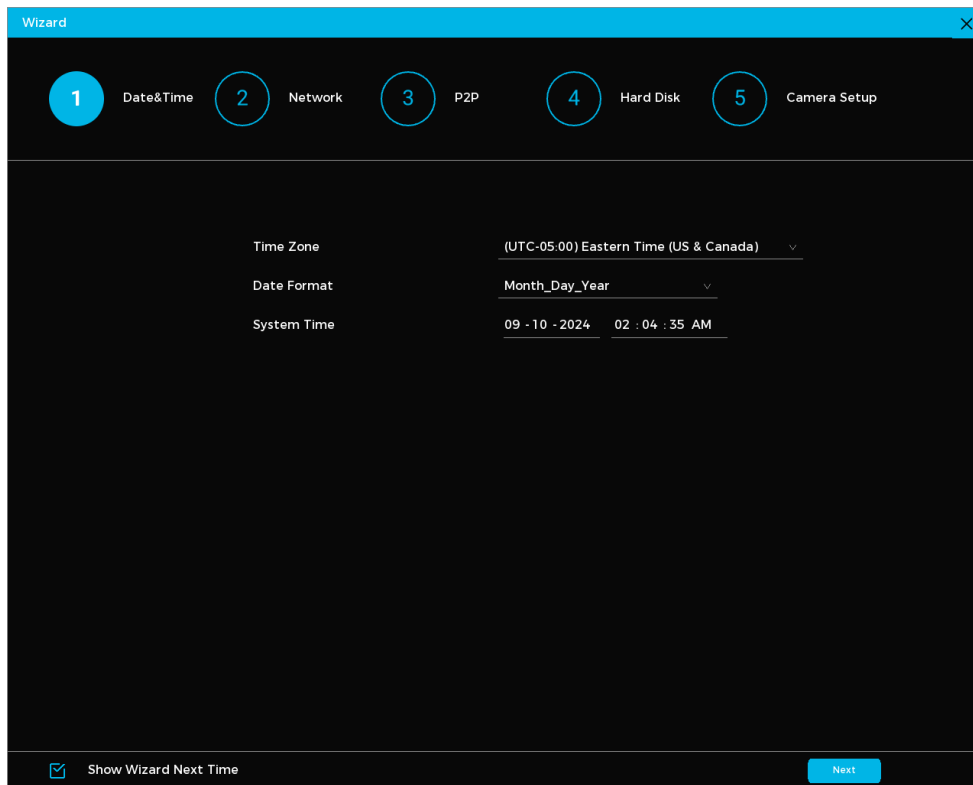 Wizard
1 Date&Time 2 Network 3 P2P 4 Hard Disk 5 Camera Setup
Time Zone (UTC-05:00) Eastern Time (US & Canada)
Date Format Month_Day_Year
System Time 09 - 10 - 2024 02 : 04 : 35 AM
Show Wizard Next Time Next